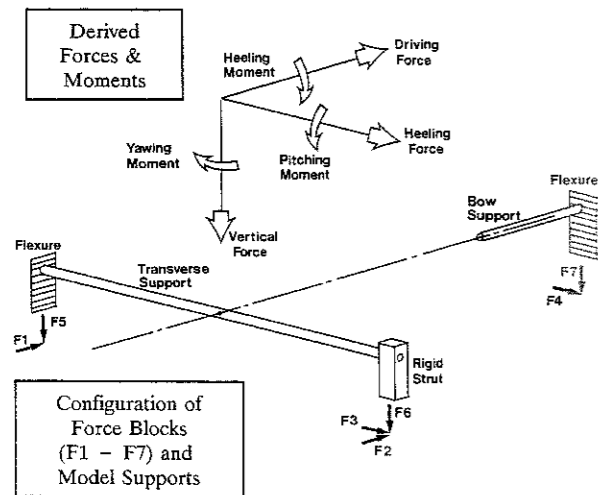 Derived
Forces &
Moments
Heeling
Moment
Driving
Force
Yawing
Moment
Pitching
Moment
Heeling
Force
Vertical
Force
Flexure
Bow
Support
Flexure
Transverse
Support
F7
F4
F5
F1
Rigid
Strut
F6
F3
F2
Configuration of
Force Blocks
(F1 - F7) and
Model Supports